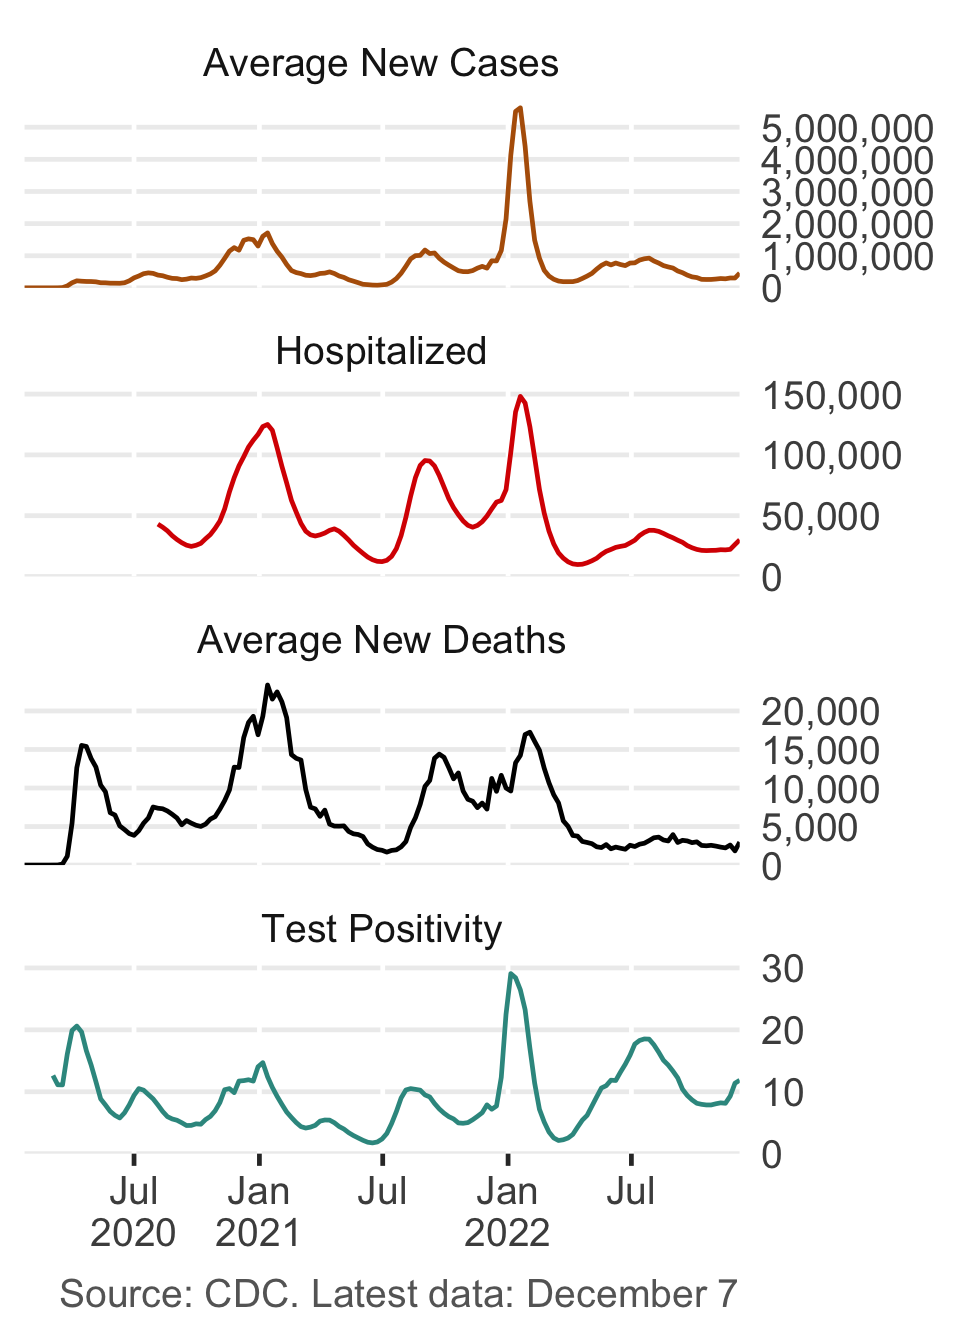 Average New Cases
5,000,000
4,000,000
3,000,000
2,000,000
1,000,000
0
Hospitalized
150,000
100,000
50,000
0
Average New Deaths
20,000
15,000
10,000
5,000
0
Test Positivity
30
20
10
0
Jul Jan Jul Jan Jul
2020 2021 2022
Source: CDC. Latest data: December 7